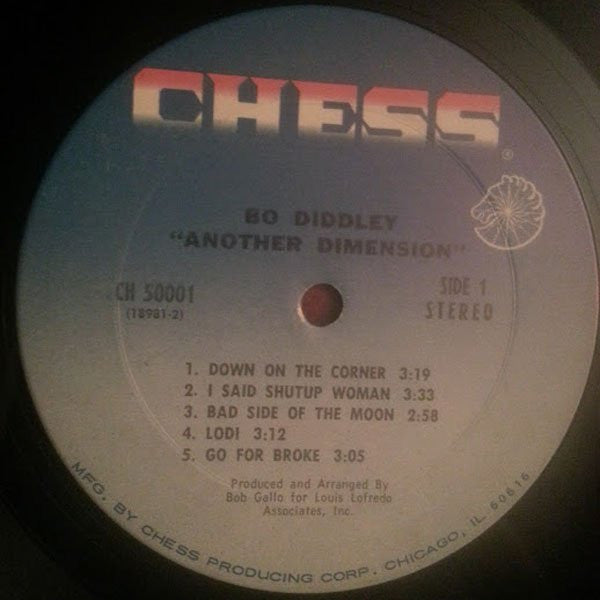 CHESS
®
BO DIDDLEY
"ANOTHER DIMENSION"
CH 50001
(18981-2)
SIDE 1
STEREO
1. DOWN ON THE CORNER 3:19
2. I SAID SHUTUP WOMAN 3:33
3. BAD SIDE OF THE MOON 2:58
4. LODI 3:12
5. GO FOR BROKE 3:05
Produced and Arranged By
Bob Gallo for Louis Lofredo
Associates, Inc.
MFG. BY CHESS PRODUCING CORP. CHICAGO, IL 60616